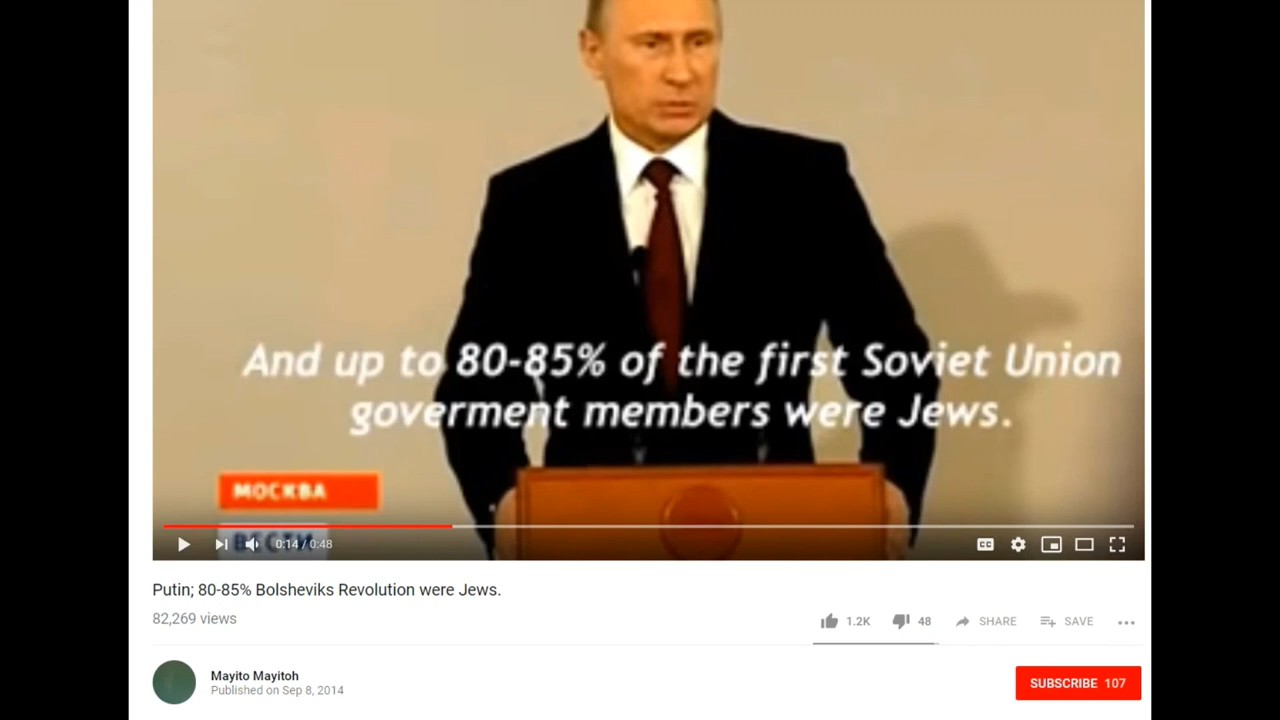 And up to 80-85% of the first Soviet Union
goverment members were Jews.
МОСКВА
ВЕСТИ
0:14 / 0:48
CC
Putin; 80-85% Bolsheviks Revolution were Jews.
82,269 views
1.2K 48 SHARE SAVE
Mayito Mayitoh
Published on Sep 8, 2014
SUBSCRIBE 107